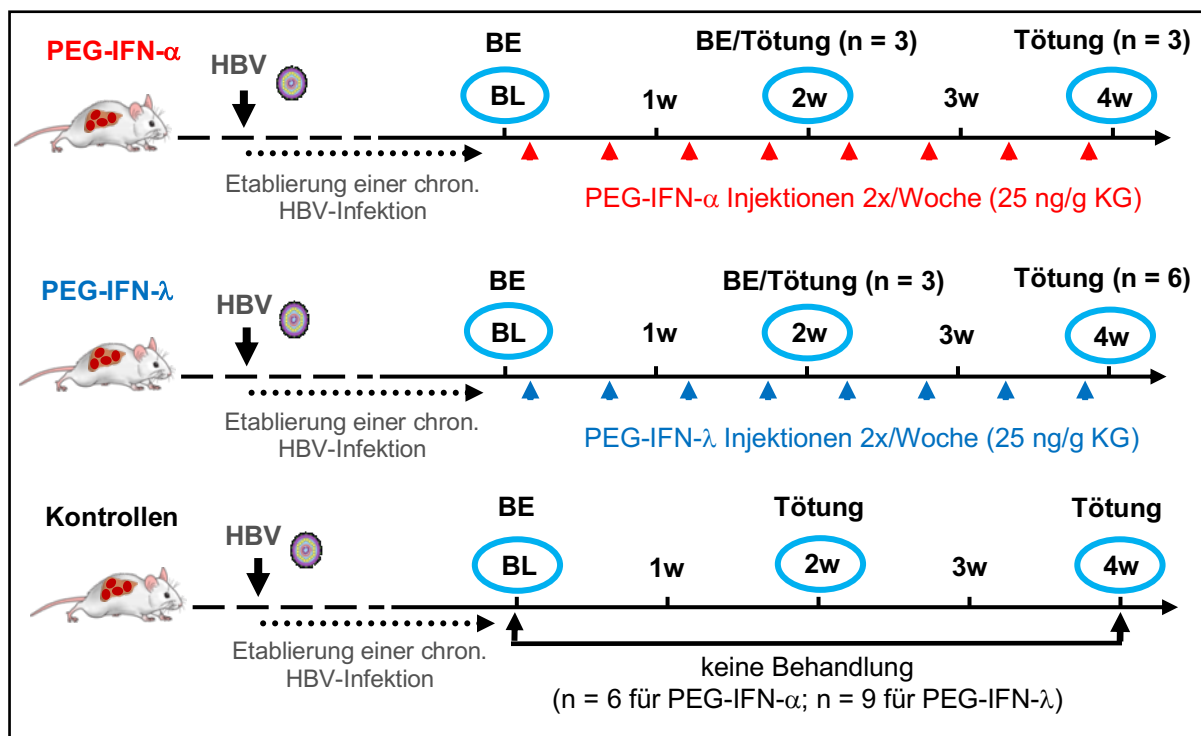 PEG-IFN-α
HBV
BE
BE/Tötung (n = 3)
Tötung (n = 3)
BL
1w
2w
3w
4w
Etablierung einer chron.
HBV-Infektion
PEG-IFN-α Injektionen 2x/Woche (25 ng/g KG)
PEG-IFN-λ
HBV
BE
BE/Tötung (n = 3)
Tötung (n = 6)
BL
1w
2w
3w
4w
Etablierung einer chron.
HBV-Infektion
PEG-IFN-λ Injektionen 2x/Woche (25 ng/g KG)
Kontrollen
HBV
BE
Tötung
Tötung
BL
1w
2w
3w
4w
Etablierung einer chron.
HBV-Infektion
keine Behandlung
(n = 6 für PEG-IFN-α; n = 9 für PEG-IFN-λ)